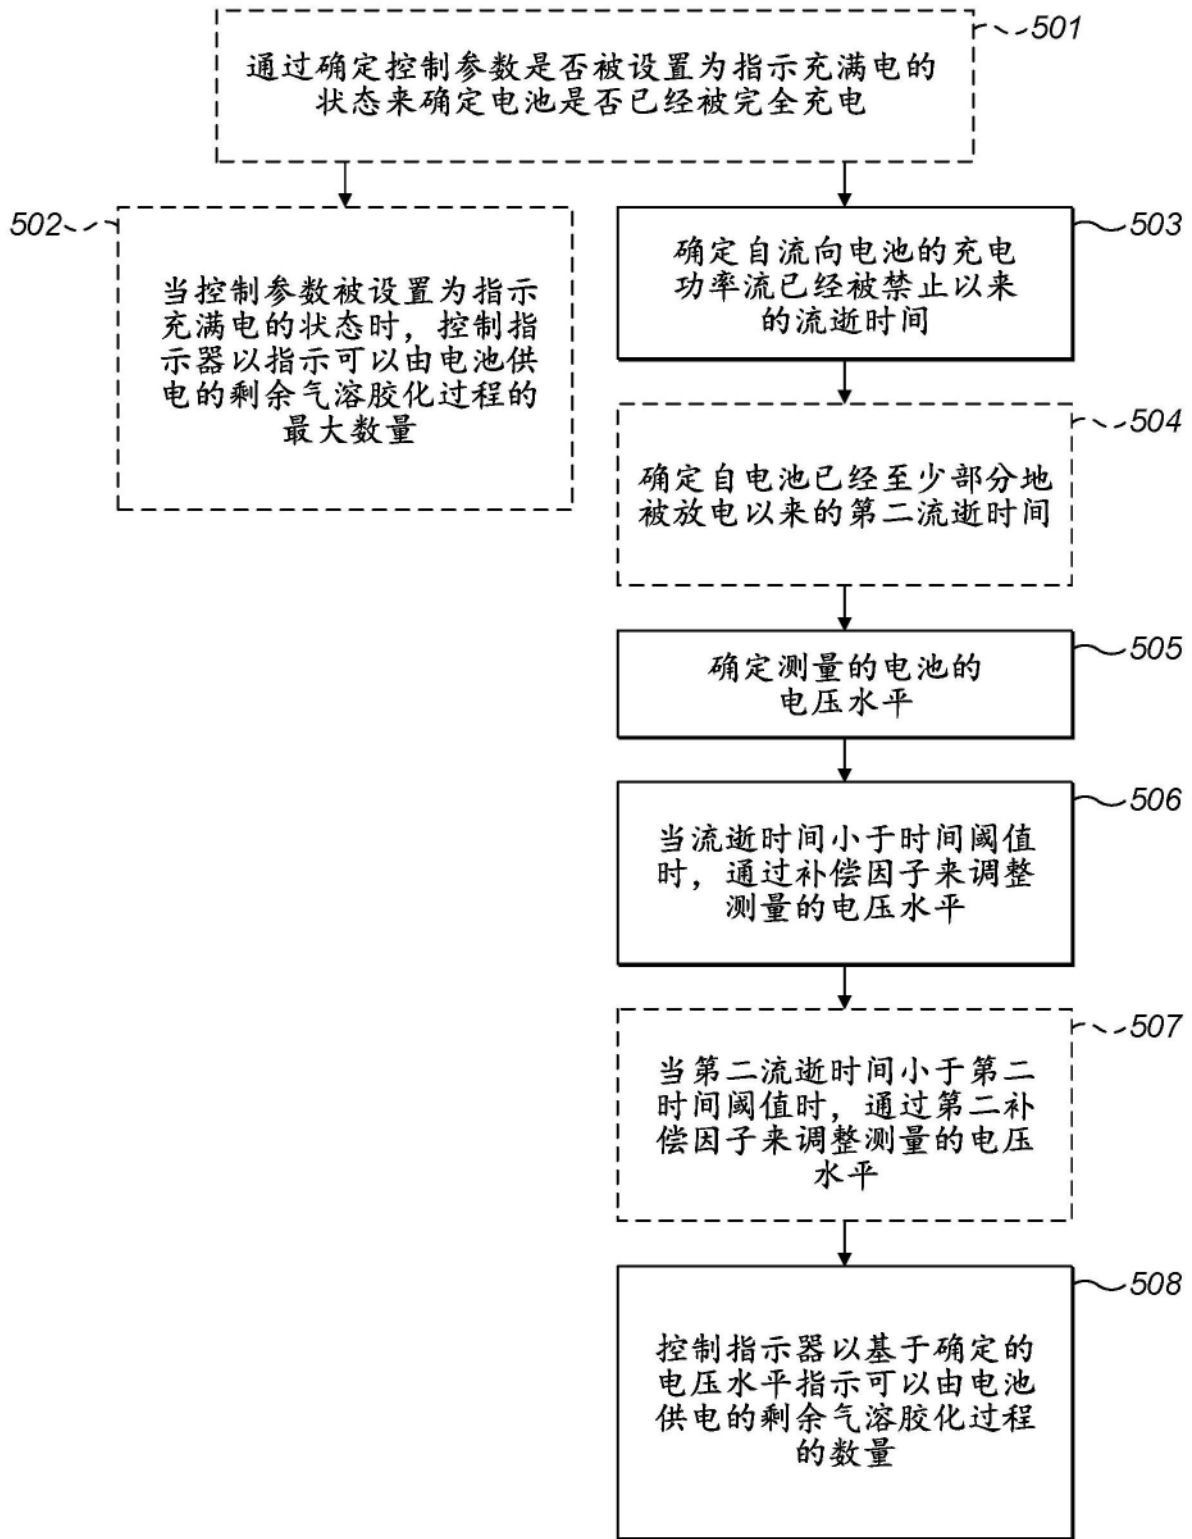 501
通过确定控制参数是否被设置为指示充满电的
状态来确定电池是否已经被完全充电
502
当控制参数被设置为指示
充满电的状态时，控制指
示器以指示可以由电池供
电的剩余气溶胶化过程的
最大数量
503
确定自流向电池的充电
功率流已经被禁止以来
的流逝时间
504
确定自电池已经至少部分地
被放电以来的第二流逝时间
505
确定测量的电池的
电压水平
506
当流逝时间小于时间阈值
时，通过补偿因子来调整
测量的电压水平
507
当第二流逝时间小于第二
时间阈值时，通过第二补
偿因子来调整测量的电压
水平
508
控制指示器以基于确定的
电压水平指示可以由电池
供电的剩余气溶胶化过程
的数量